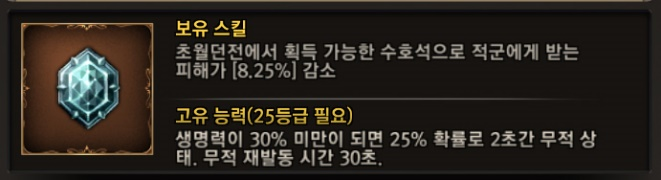 보유 스킬
초월던전에서 획득 가능한 수호석으로 적군에게 받는
피해가 [8.25%] 감소
고유 능력(25등급 필요)
생명력이 30% 미만이 되면 25% 확률로 2초간 무적 상
태. 무적 재발동 시간 30초.